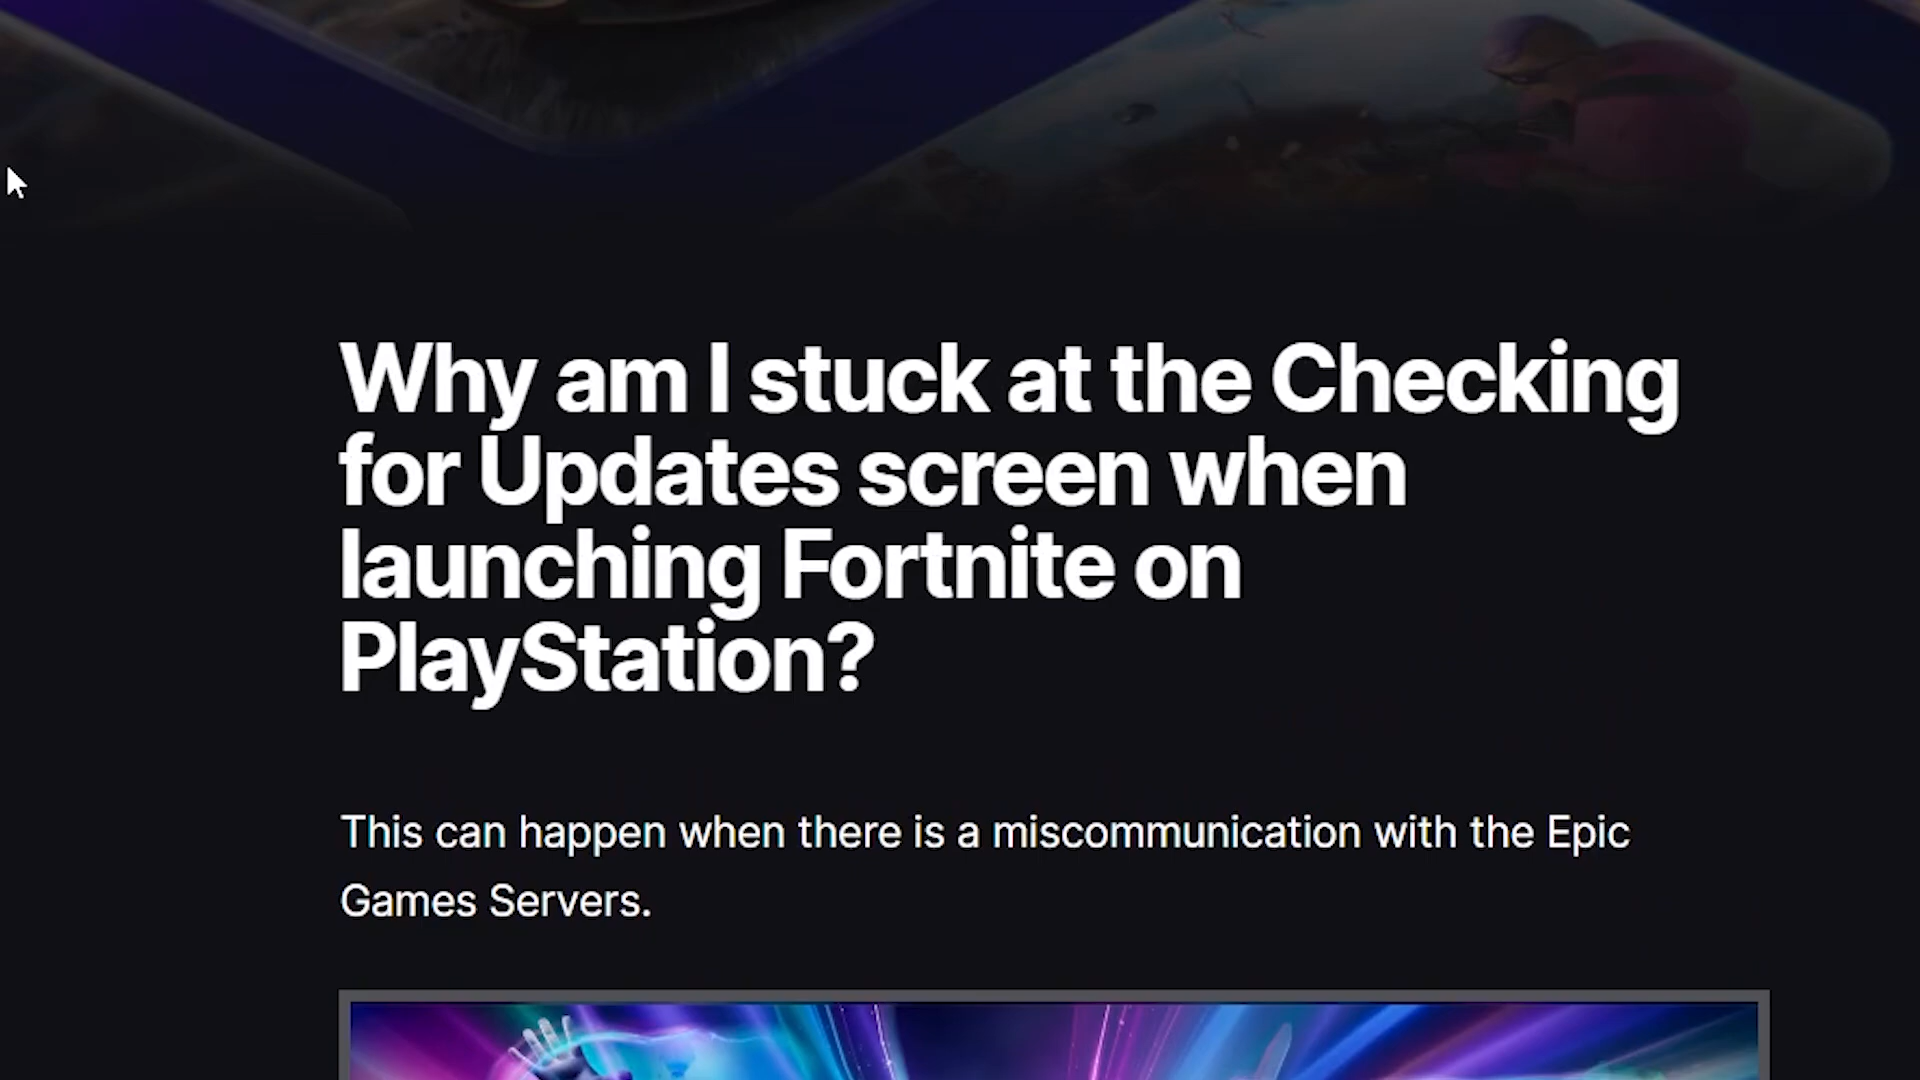 Why am I stuck at the Checking
for Updates screen when
launching Fortnite on
PlayStation?
This can happen when there is a miscommunication with the Epic
Games Servers.